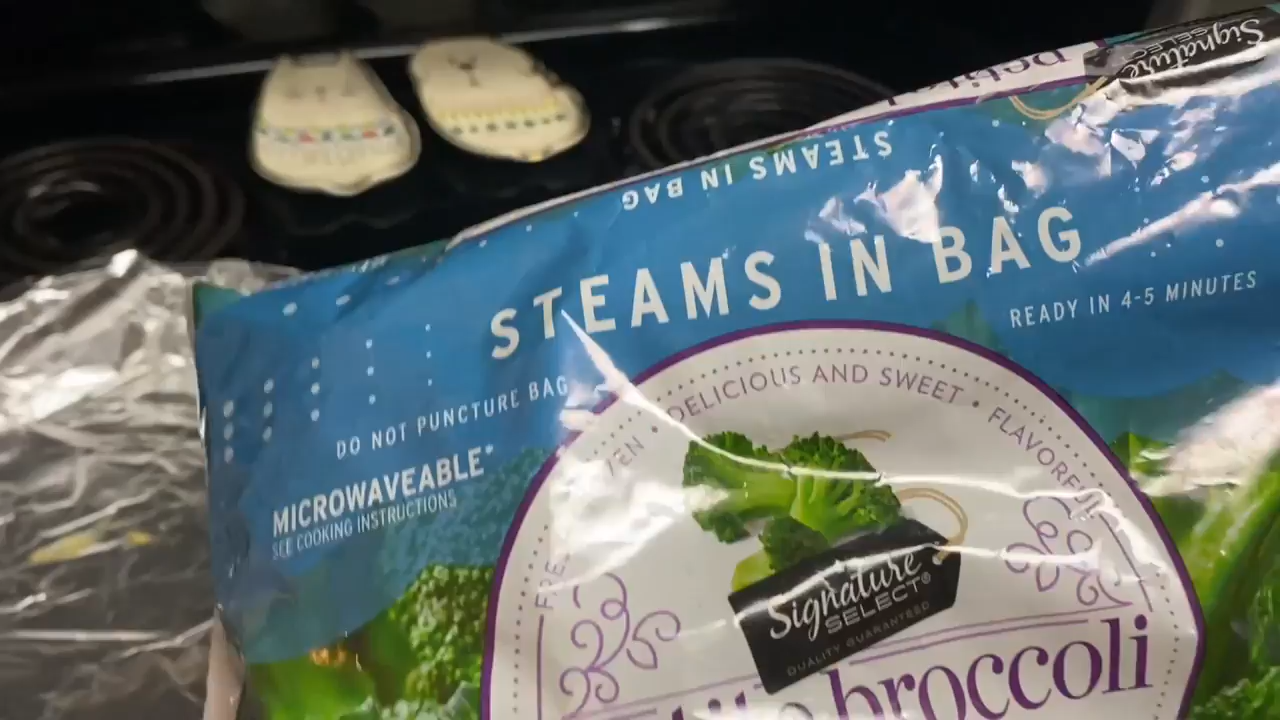 Signature
SELECT
petite
STEAMS IN BAG
STEAMS IN BAG
READY IN 4-5 MINUTES
DO NOT PUNCTURE BAG
MICROWAVEABLE*
SEE COOKING INSTRUCTIONS
• DELICIOUS AND SWEET • FLAVORFUL
Signature
SELECT®
QUALITY GUARANTEED
broccoli